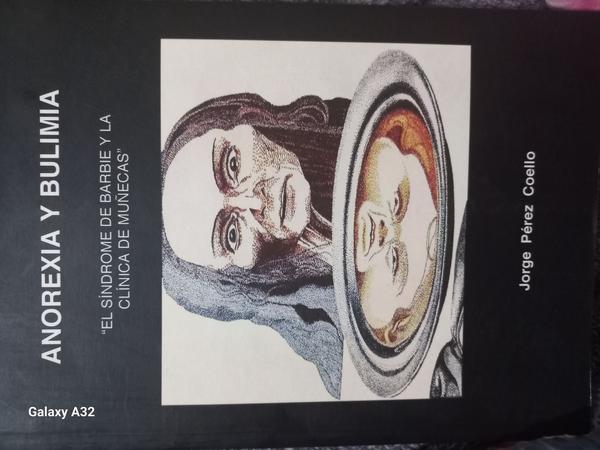 Galaxy A32
ANOREXIA Y BULIMIA
“EL SÍNDROME DE BARBIE Y LA
CLÍNICA DE MUÑECAS”
Jorge Pérez Coello